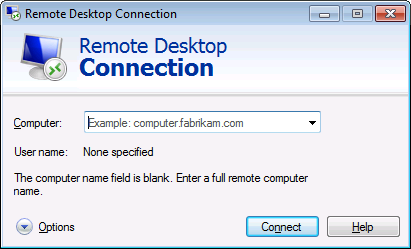 Remote Desktop Connection
Remote Desktop
Connection
Computer:
Example: computer.fabrikam.com
User name:
None specified
The computer name field is blank. Enter a full remote computer
name.
Options
Connect
Help